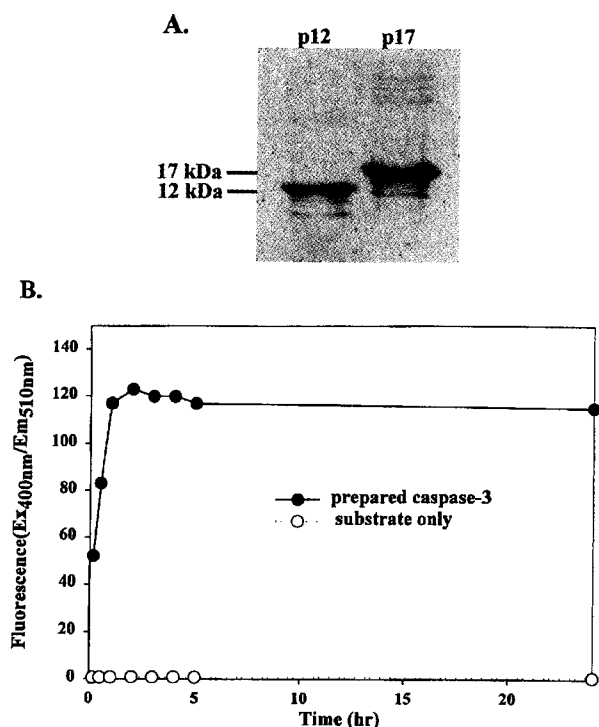 A.
p12 p17
17 kDa
12 kDa
B.
Fluorescence(Ex400nm/Em510nm)
140
120
100
80
60
40
20
0
prepared caspase-3
substrate only
0 5 10 15 20
Time (hr)